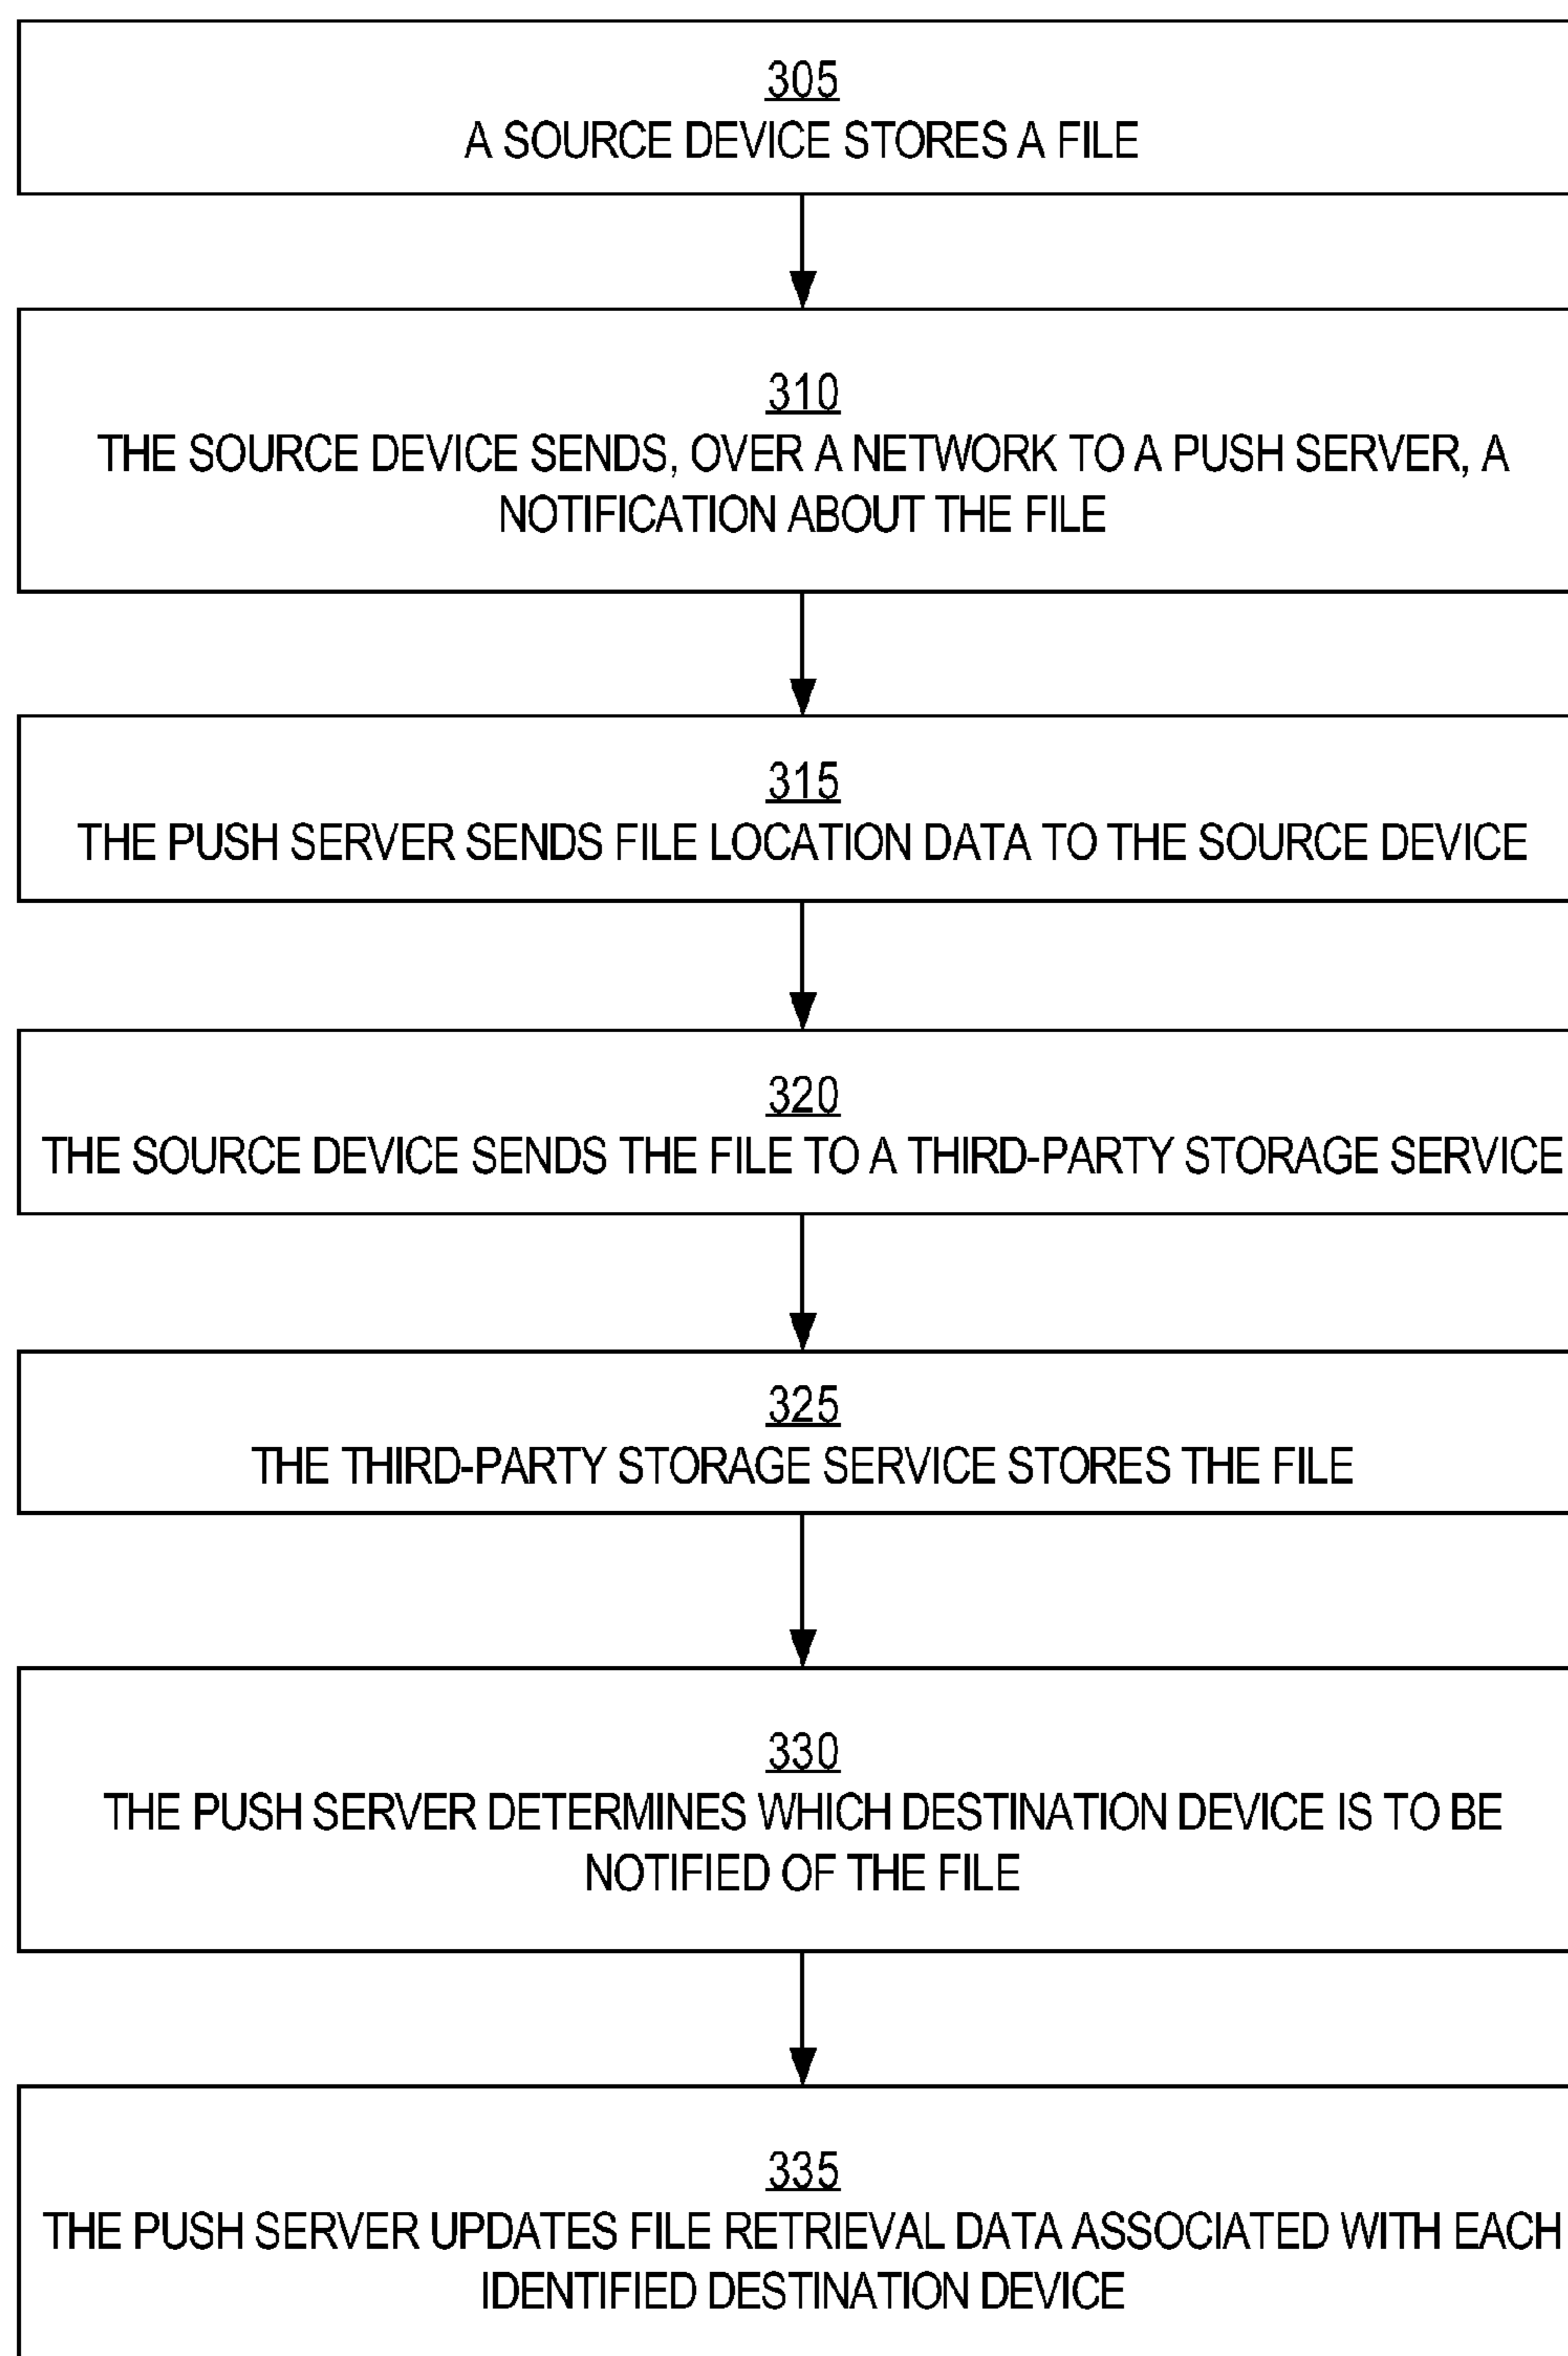 305
A SOURCE DEVICE STORES A FILE
310
THE SOURCE DEVICE SENDS, OVER A NETWORK TO A PUSH SERVER, A
NOTIFICATION ABOUT THE FILE
315
THE PUSH SERVER SENDS FILE LOCATION DATA TO THE SOURCE DEVICE
320
THE SOURCE DEVICE SENDS THE FILE TO A THIRD-PARTY STORAGE SERVICE
325
THE THIRD-PARTY STORAGE SERVICE STORES THE FILE
330
THE PUSH SERVER DETERMINES WHICH DESTINATION DEVICE IS TO BE
NOTIFIED OF THE FILE
335
THE PUSH SERVER UPDATES FILE RETRIEVAL DATA ASSOCIATED WITH EACH
IDENTIFIED DESTINATION DEVICE